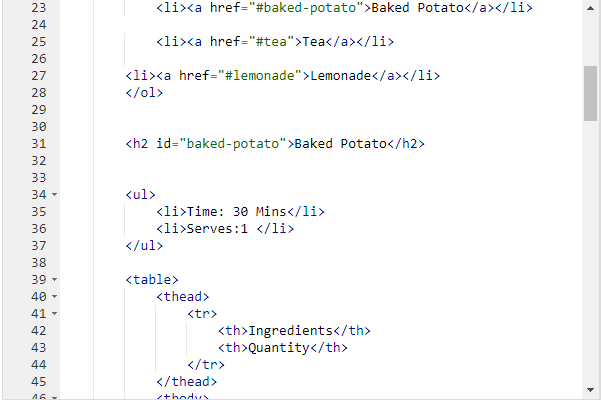 23 <li><a href="#baked-potato">Baked Potato</a></li>
24
25 <li><a href="#tea">Tea</a></li>
26
27 <li><a href="#lemonade">Lemonade</a></li>
28 </ol>
29
30
31 <h2 id="baked-potato">Baked Potato</h2>
32
33
34 <ul>
35 <li>Time: 30 Mins</li>
36 <li>Serves:1 </li>
37 </ul>
38
39 <table>
40 <thead>
41 <tr>
42 <th>Ingredients</th>
43 <th>Quantity</th>
44 </tr>
45 </thead>
46 <tbody>